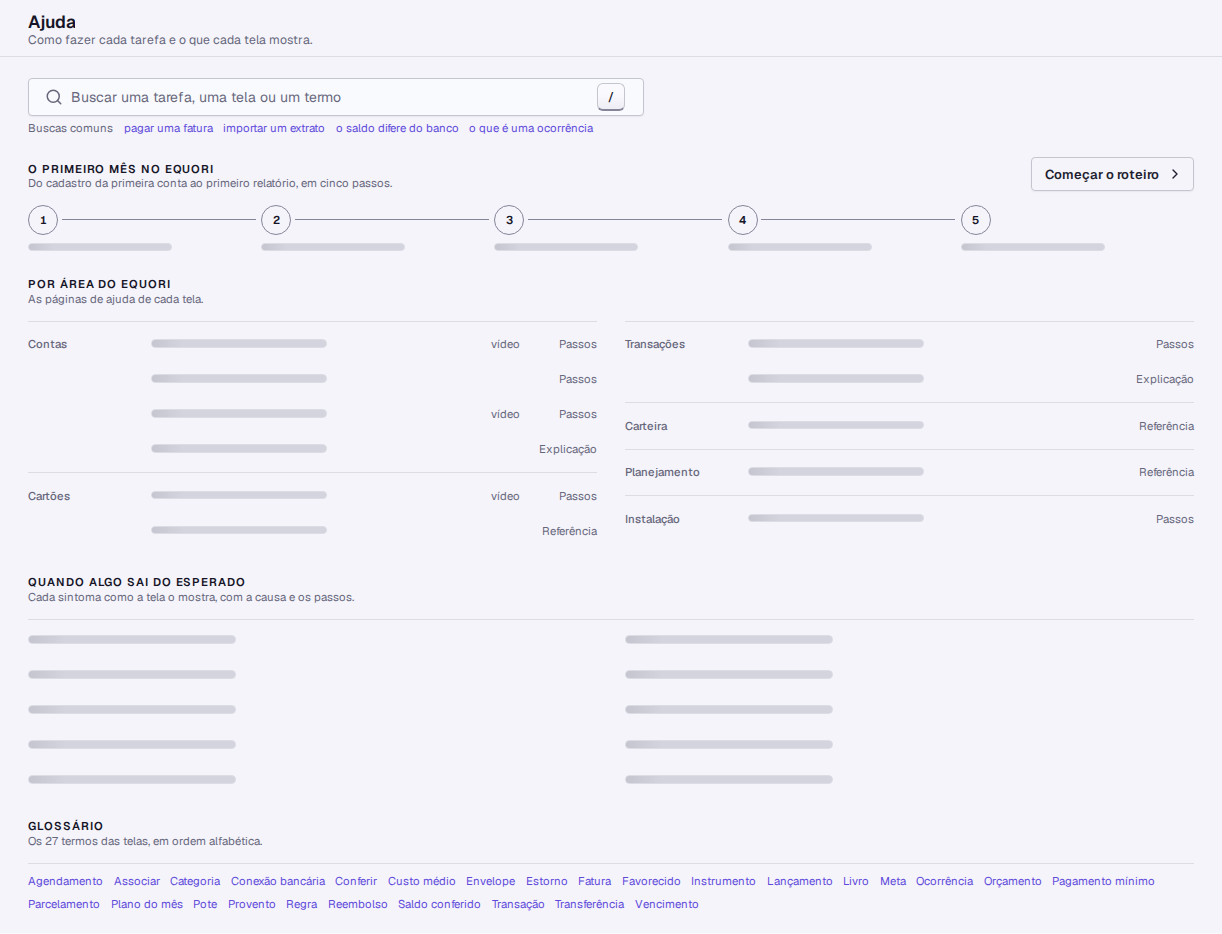 Ajuda
Como fazer cada tarefa e o que cada tela mostra.
Buscar uma tarefa, uma tela ou um termo /
Buscas comuns pagar uma fatura importar um extrato o saldo difere do banco o que é uma ocorrência
O PRIMEIRO MÊS NO EQUORI
Do cadastro da primeira conta ao primeiro relatório, em cinco passos.
Começar o roteiro
1 2 3 4 5
POR ÁREA DO EQUORI
As páginas de ajuda de cada tela.
Contas vídeo Passos
Passos
vídeo Passos
Explicação
Cartões vídeo Passos
Referência
Transações Passos
Explicação
Carteira Referência
Planejamento Referência
Instalação Passos
QUANDO ALGO SAI DO ESPERADO
Cada sintoma como a tela o mostra, com a causa e os passos.
GLOSSÁRIO
Os 27 termos das telas, em ordem alfabética.
Agendamento Associar Categoria Conexão bancária Conferir Custo médio Envelope Estorno Fatura Favorecido Instrumento Lançamento Livro Meta Ocorrência Orçamento Pagamento mínimo
Parcelamento Plano do mês Pote Provento Regra Reembolso Saldo conferido Transação Transferência Vencimento